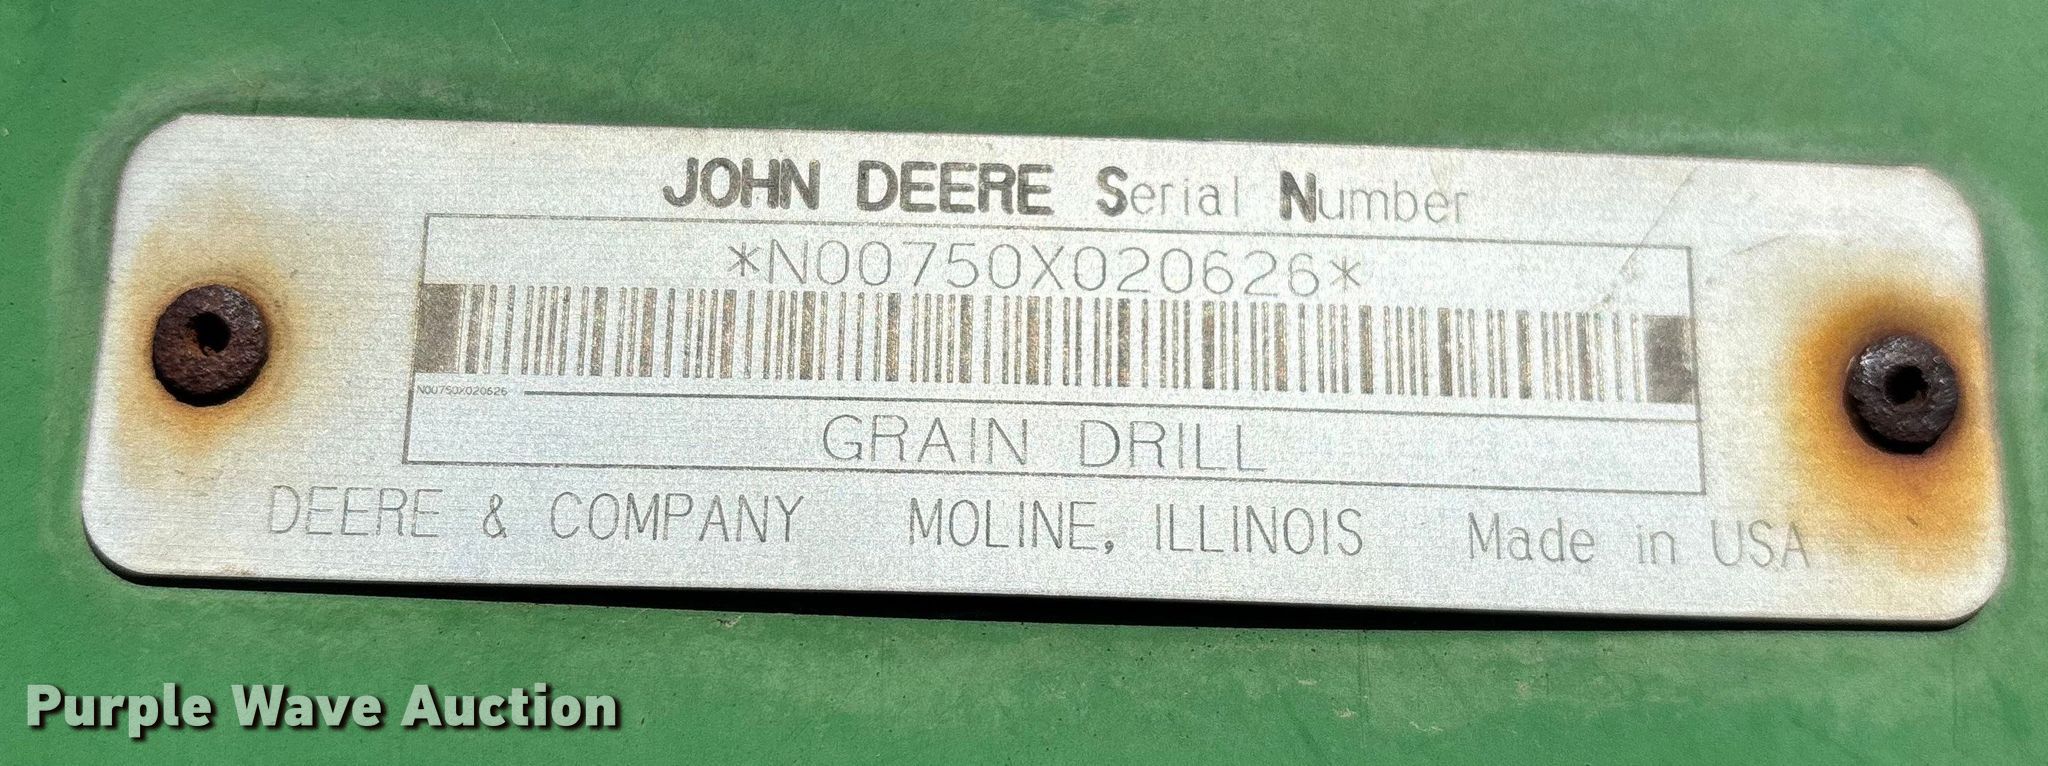 JOHN DEERE Serial Number
*N00750X020626*
N00750X020626
GRAIN DRILL
DEERE & COMPANY MOLINE, ILLINOIS Made in USA
Purple Wave Auction